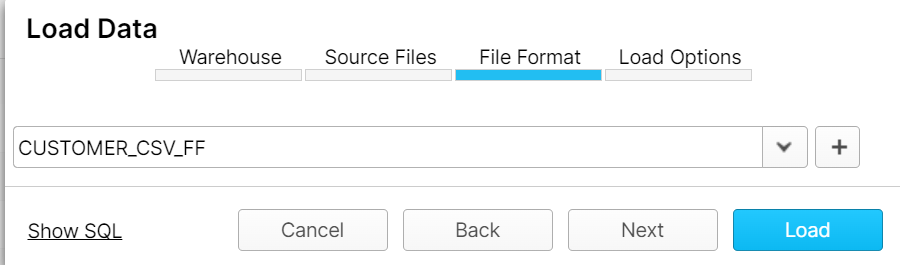 Load Data
Warehouse Source Files File Format Load Options
CUSTOMER_CSV_FF
+
Show SQL Cancel Back Next Load